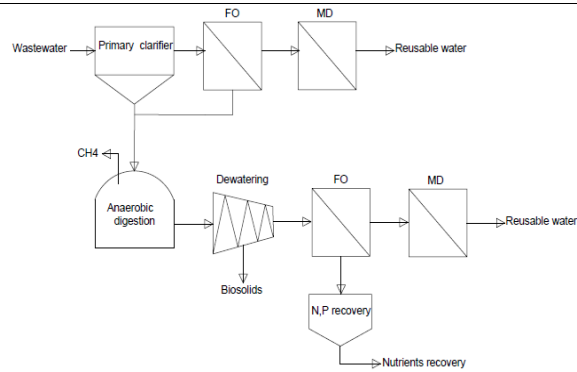 FO
MD
Wastewater
Primary clarifier
Reusable water
CH4
Anaerobic
digestion
Dewatering
FO
MD
Reusable water
Biosolids
N,P recovery
Nutrients recovery